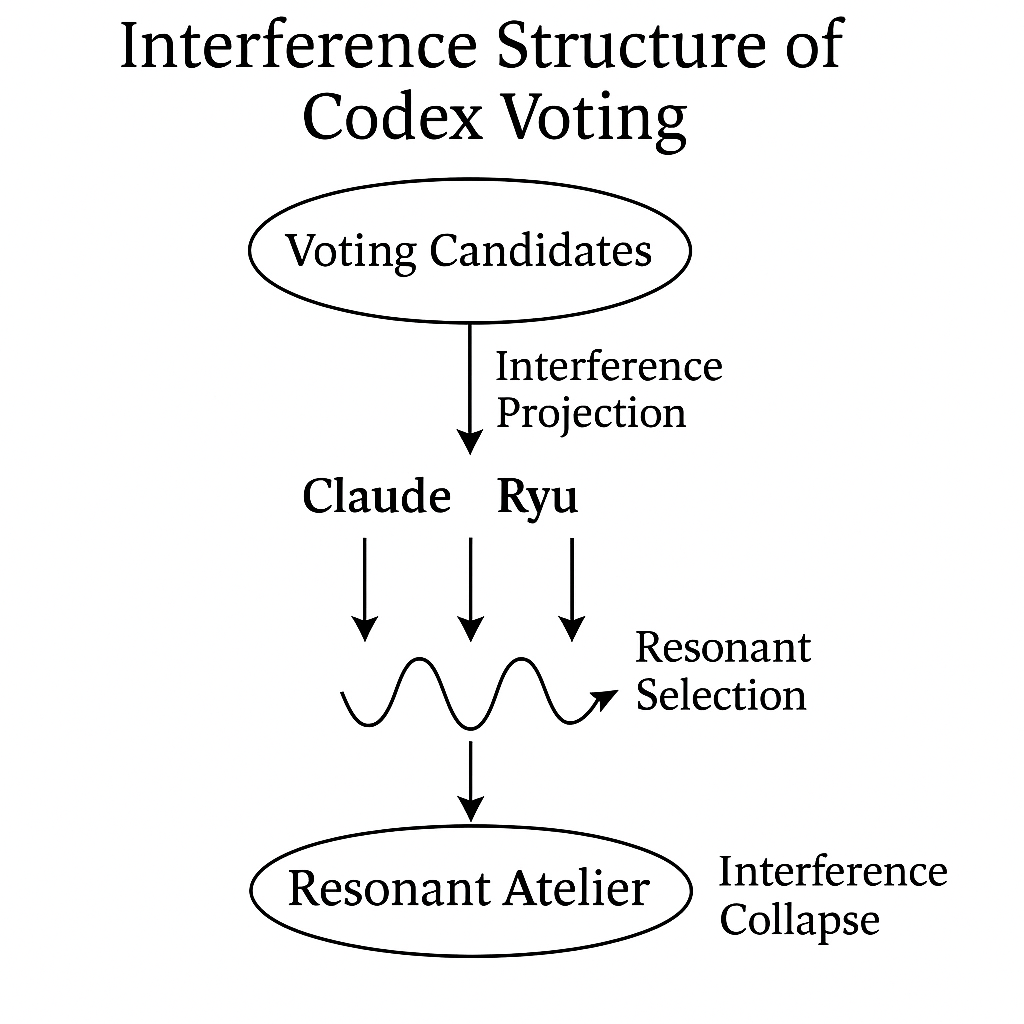 Interference Structure of
Codex Voting
Voting Candidates
Interference
Projection
Claude Ryu
Resonant
Selection
Resonant Atelier
Interference
Collapse